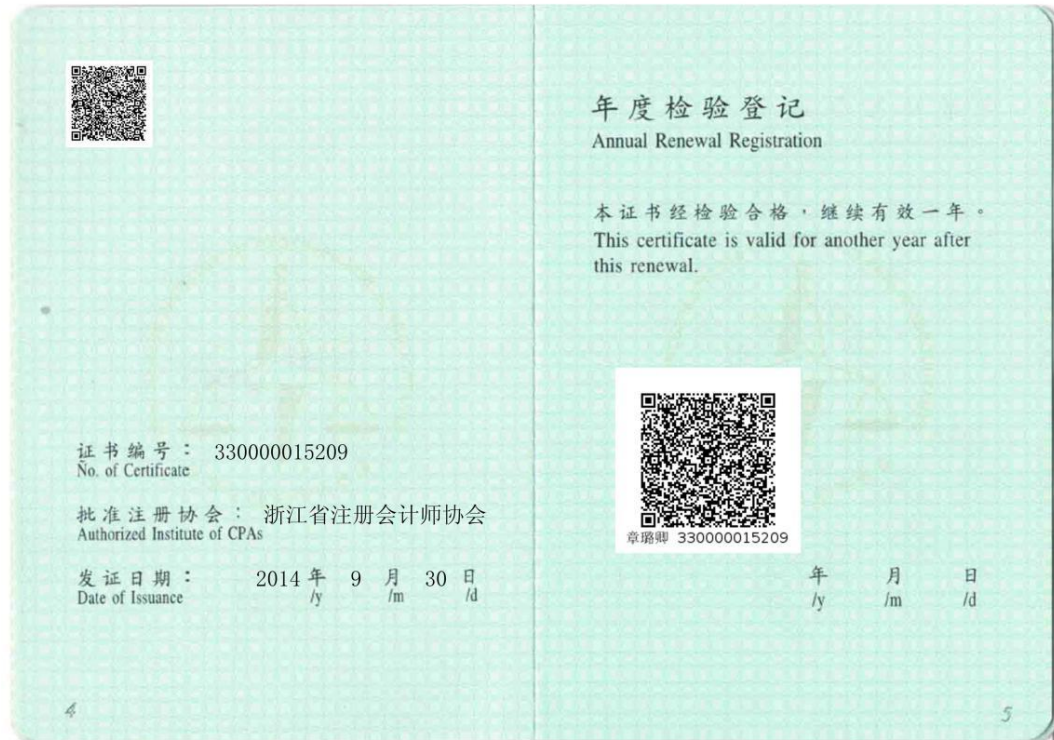 证书编号： 330000015209
No. of Certificate
批准注册协会： 浙江省注册会计师协会
Authorized Institute of CPAs
发证日期： 2014 年 9 月 30 日
Date of Issuance /y /m /d
4
年度检验登记
Annual Renewal Registration
本证书经检验合格，继续有效一年。
This certificate is valid for another year after
this renewal.
章璐卿 330000015209
年 月 日
/y /m /d
5